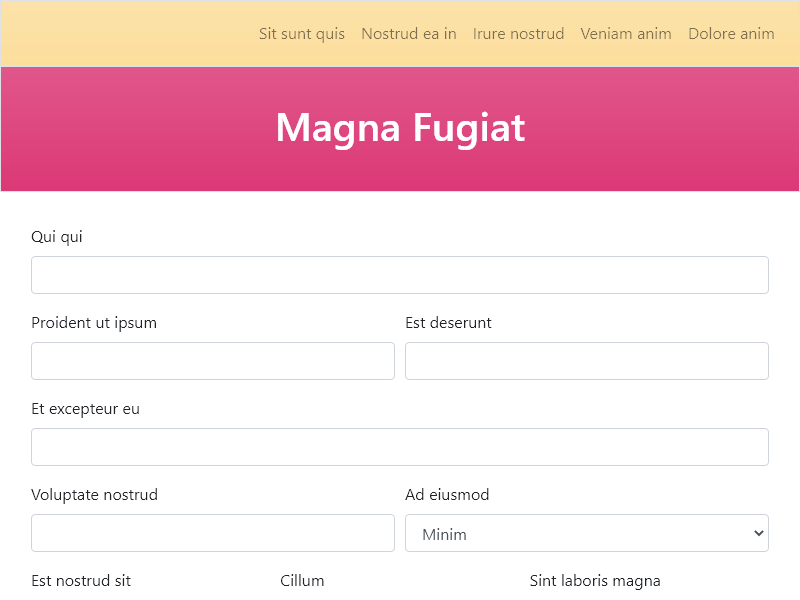 Sit sunt quis Nostrud ea in Irure nostrud Veniam anim Dolore anim
Magna Fugiat
Qui qui
Proident ut ipsum Est deserunt
Et excepteur eu
Voluptate nostrud Ad eiusmod
Minim
Est nostrud sit Cillum Sint laboris magna